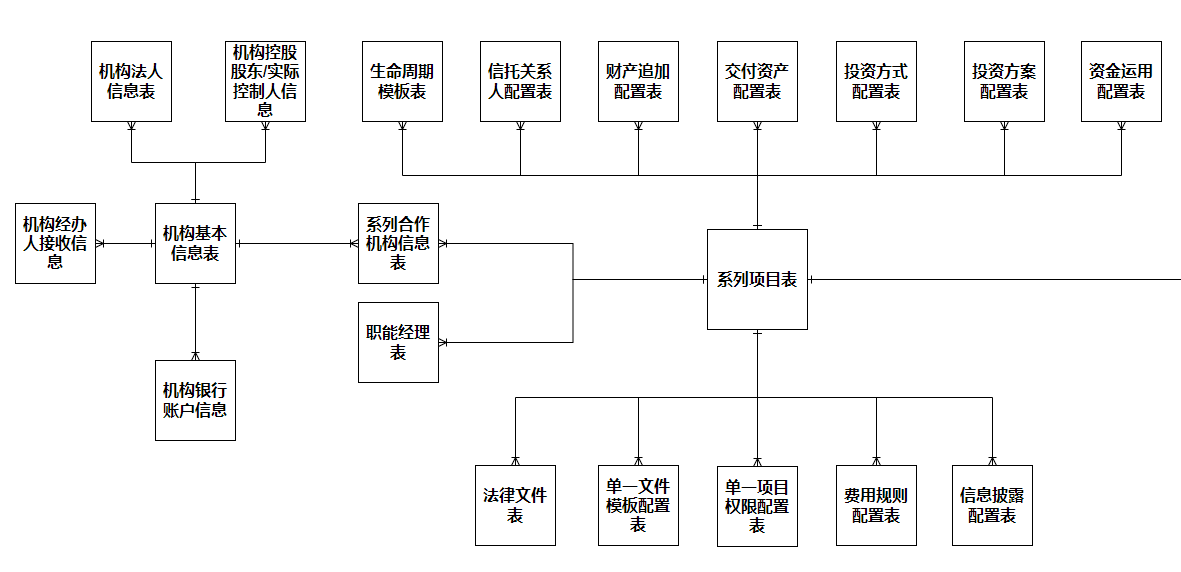 机构法人
信息表
机构控股
股东/实际
控制人信
息
生命周期
模板表
信托关系
人配置表
财产追加
配置表
交付资产
配置表
投资方式
配置表
投资方案
配置表
资金运用
配置表
机构经办
人接收信
息
机构基本
信息表
系列合作
机构信息
表
系列项目表
职能经理
表
机构银行
账户信息
法律文件
表
单一文件
模板配置
表
单一项目
权限配置
表
费用规则
配置表
信息披露
配置表